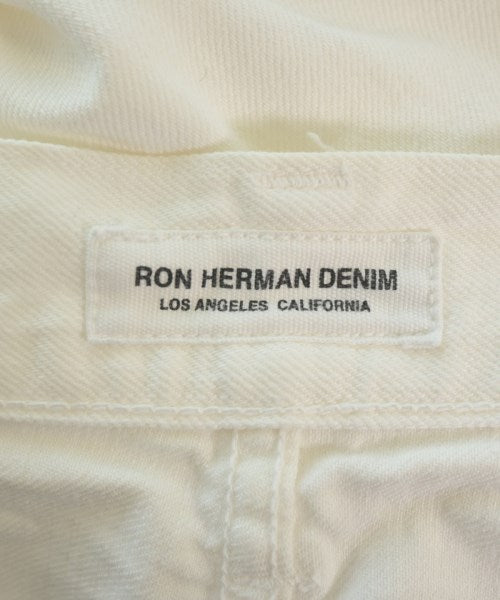 RON HERMAN DENIM
LOS ANGELES CALIFORNIA